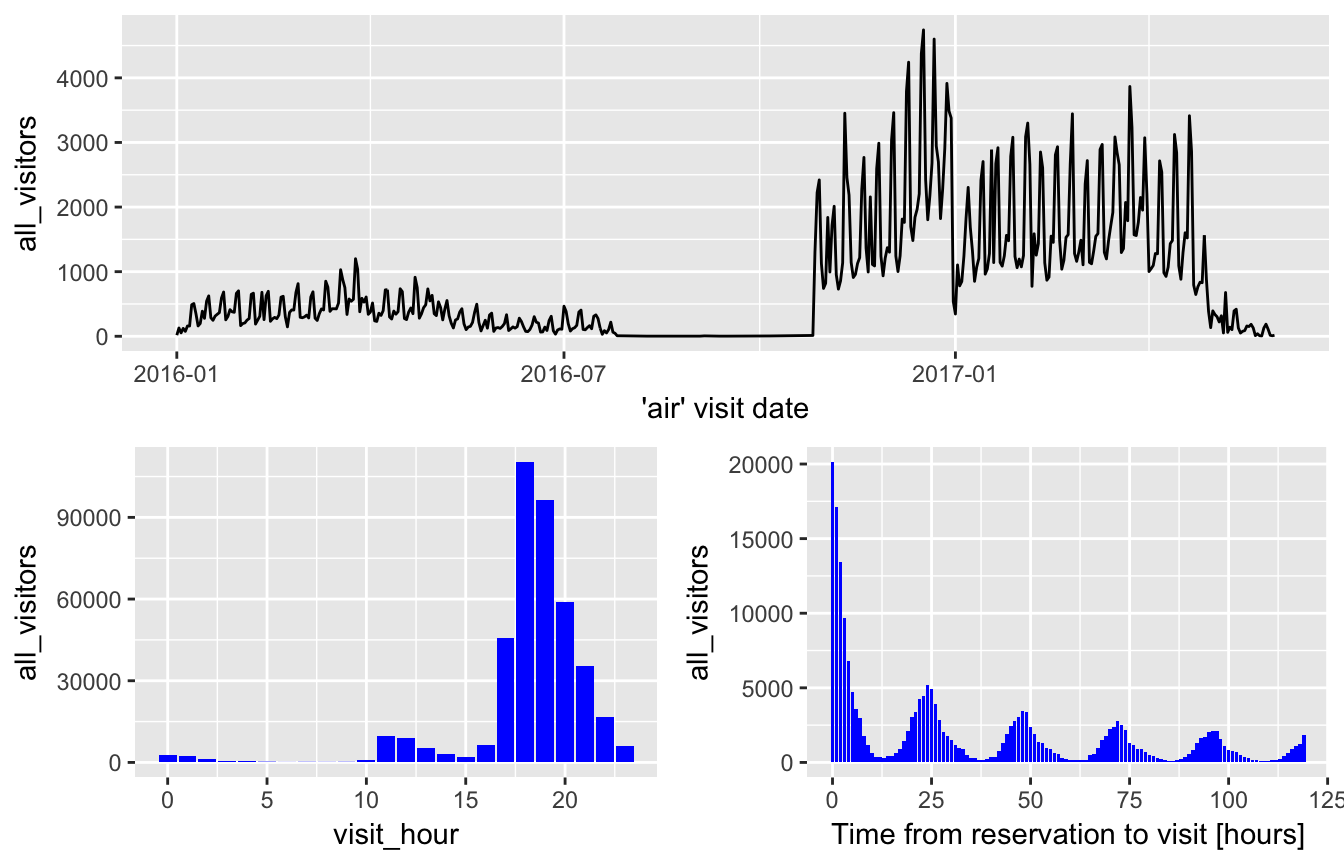 all_visitors
4000
3000
2000
1000
0
2016-01 2016-07 2017-01
'air' visit date
all_visitors
90000
60000
30000
0
0 5 10 15 20
visit_hour
all_visitors
20000
15000
10000
5000
0
0 25 50 75 100 125
Time from reservation to visit [hours]